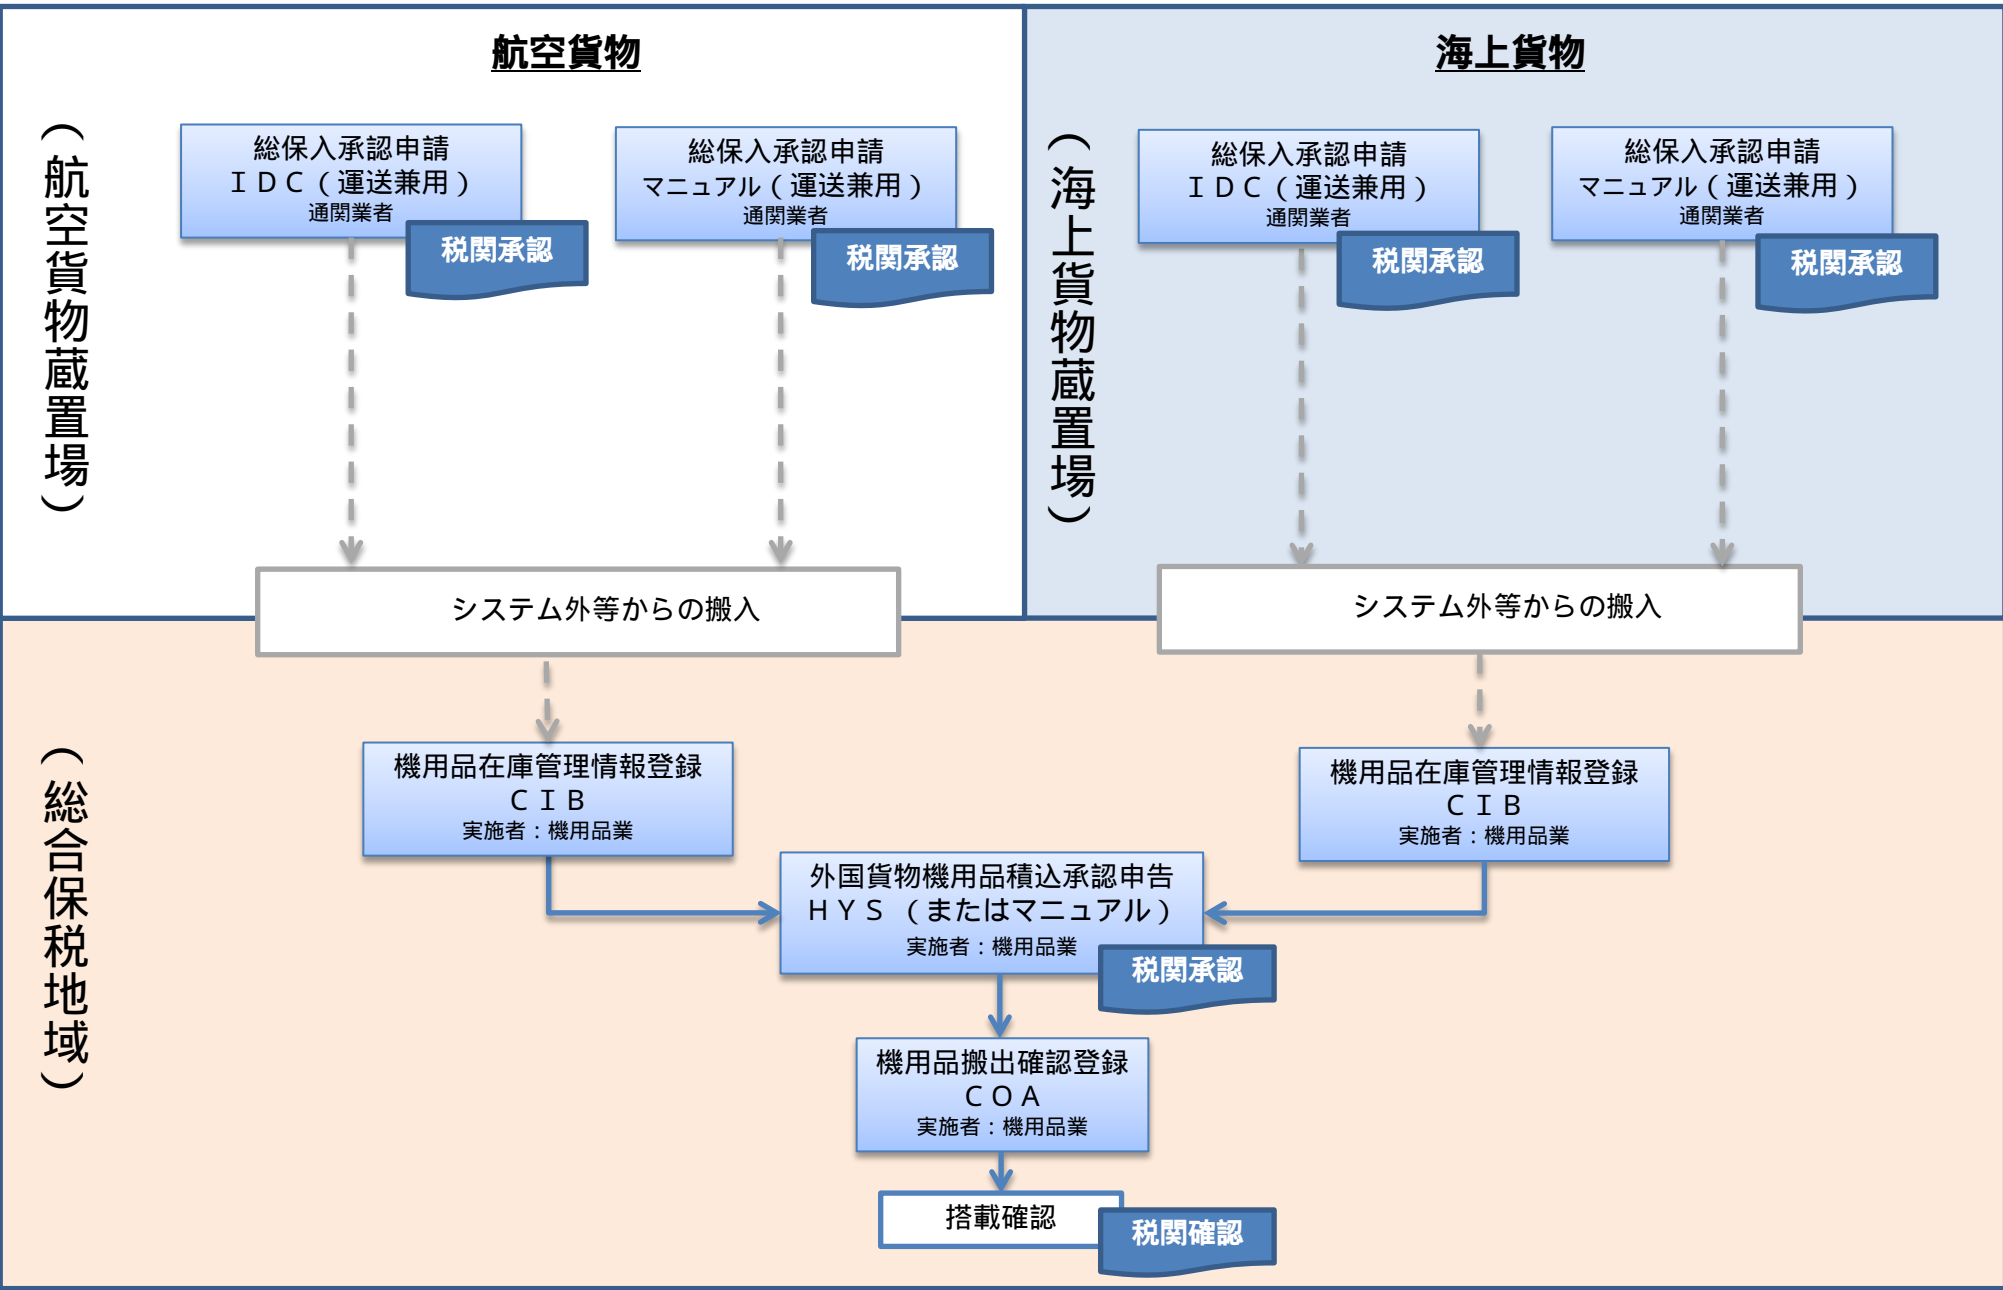 航空貨物
（航空貨物蔵置場）
総保入承認申請
ＩＤＣ（運送兼用）
通関業者
税関承認
総保入承認申請
マニュアル（運送兼用）
通関業者
税関承認
システム外等からの搬入
海上貨物
（海上貨物蔵置場）
総保入承認申請
ＩＤＣ（運送兼用）
通関業者
税関承認
総保入承認申請
マニュアル（運送兼用）
通関業者
税関承認
システム外等からの搬入
（総合保税地域）
機用品在庫管理情報登録
ＣＩＢ
実施者：機用品業
機用品在庫管理情報登録
ＣＩＢ
実施者：機用品業
外国貨物機用品積込承認申告
ＨＹＳ（またはマニュアル）
実施者：機用品業
税関承認
機用品搬出確認登録
ＣＯＡ
実施者：機用品業
搭載確認
税関確認